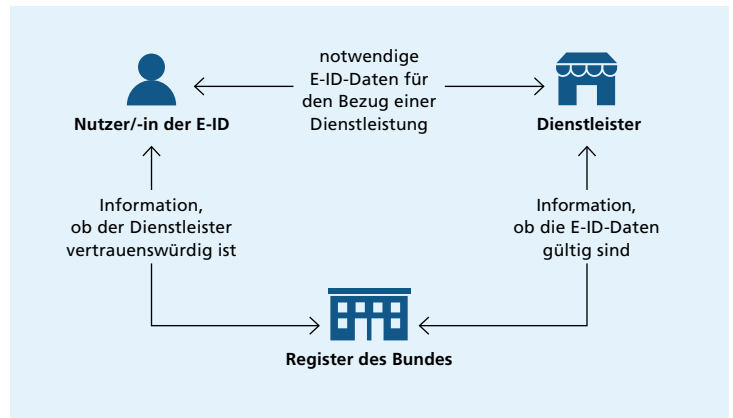 notwendige
E-ID-Daten für
den Bezug einer
Dienstleistung
Nutzer/-in der E-ID
Dienstleister
Information,
ob der Dienstleister
vertrauenswürdig ist
Information,
ob die E-ID-Daten
gültig sind
Register des Bundes